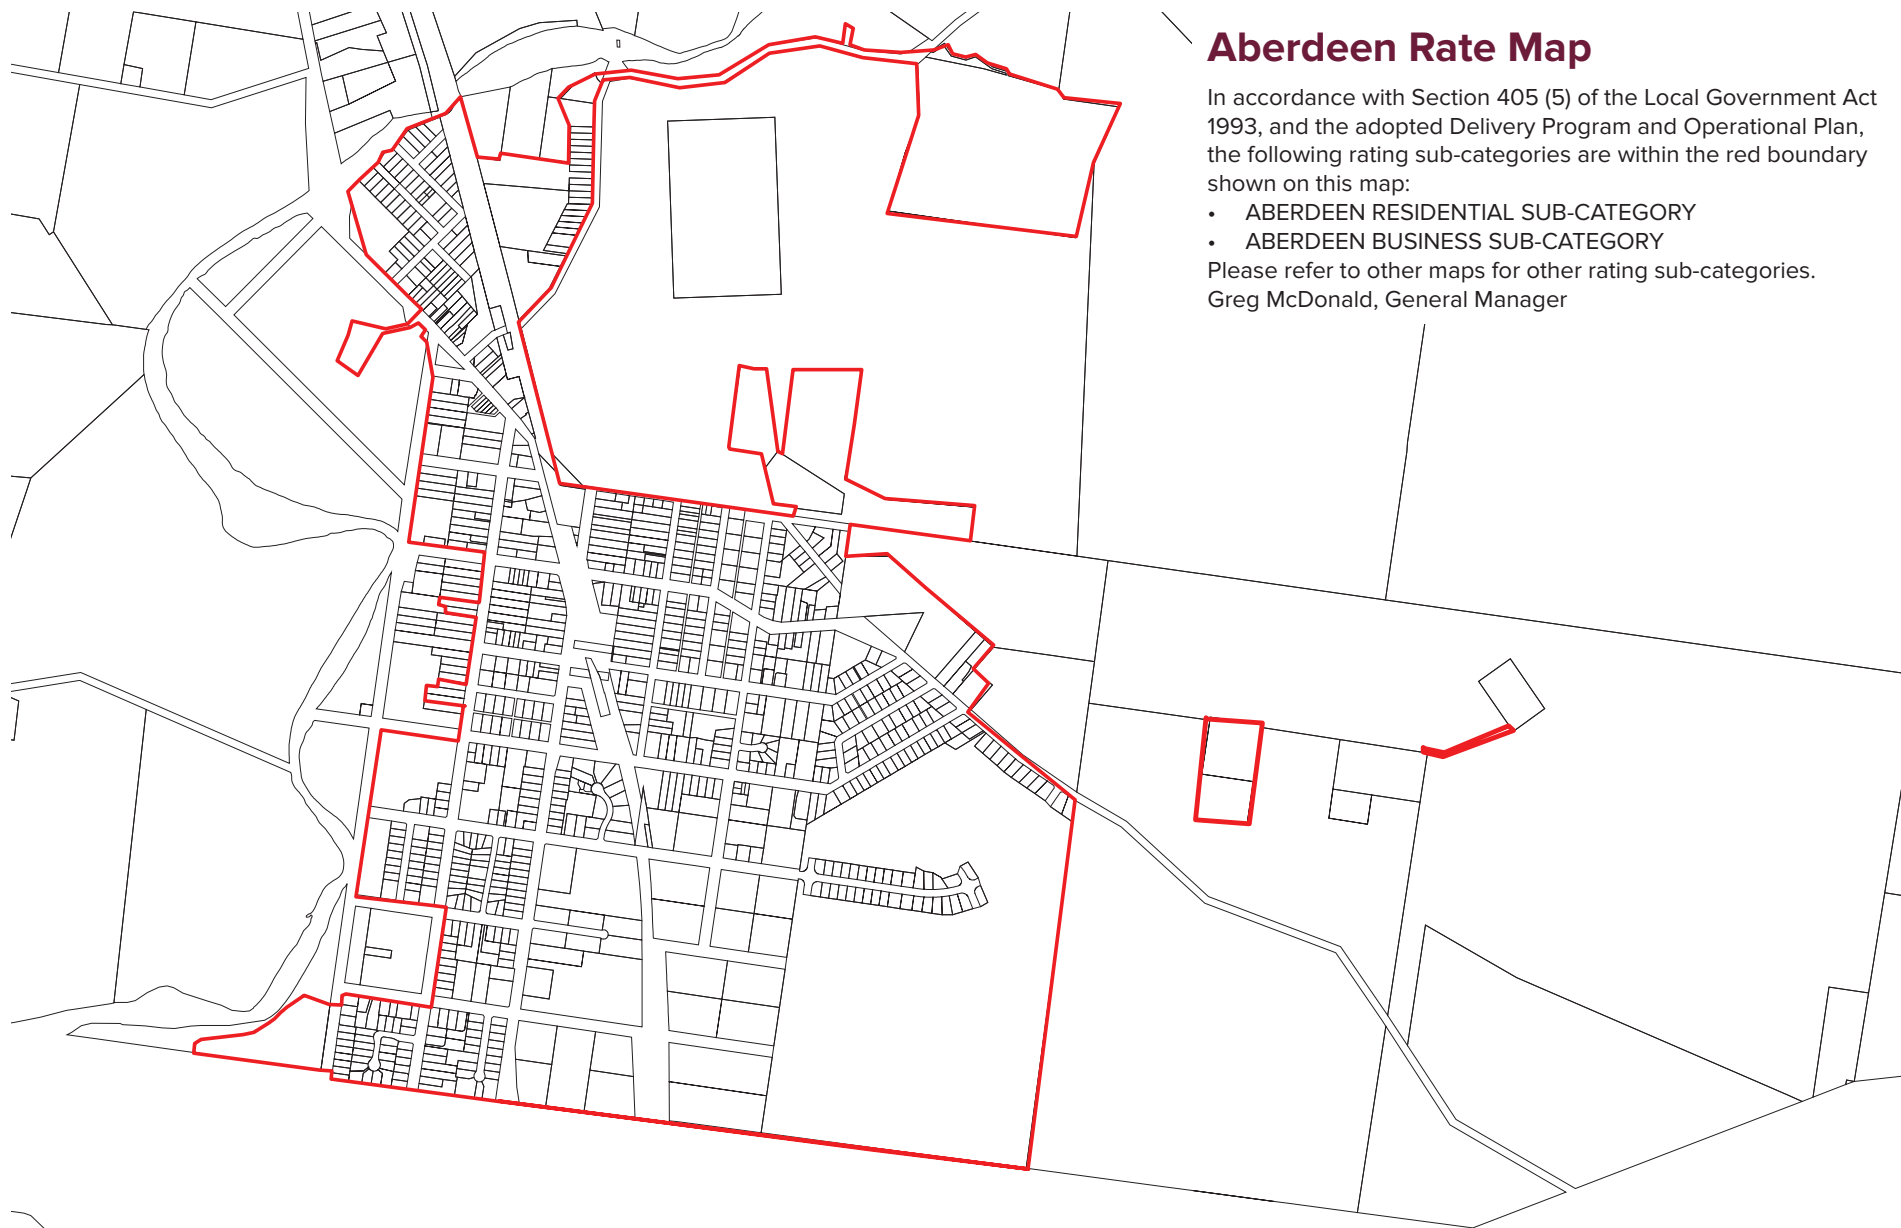 Aberdeen Rate Map
In accordance with Section 405 (5) of the Local Government Act
1993, and the adopted Delivery Program and Operational Plan,
the following rating sub-categories are within the red boundary
shown on this map:
• ABERDEEN RESIDENTIAL SUB-CATEGORY
• ABERDEEN BUSINESS SUB-CATEGORY
Please refer to other maps for other rating sub-categories.
Greg McDonald, General Manager